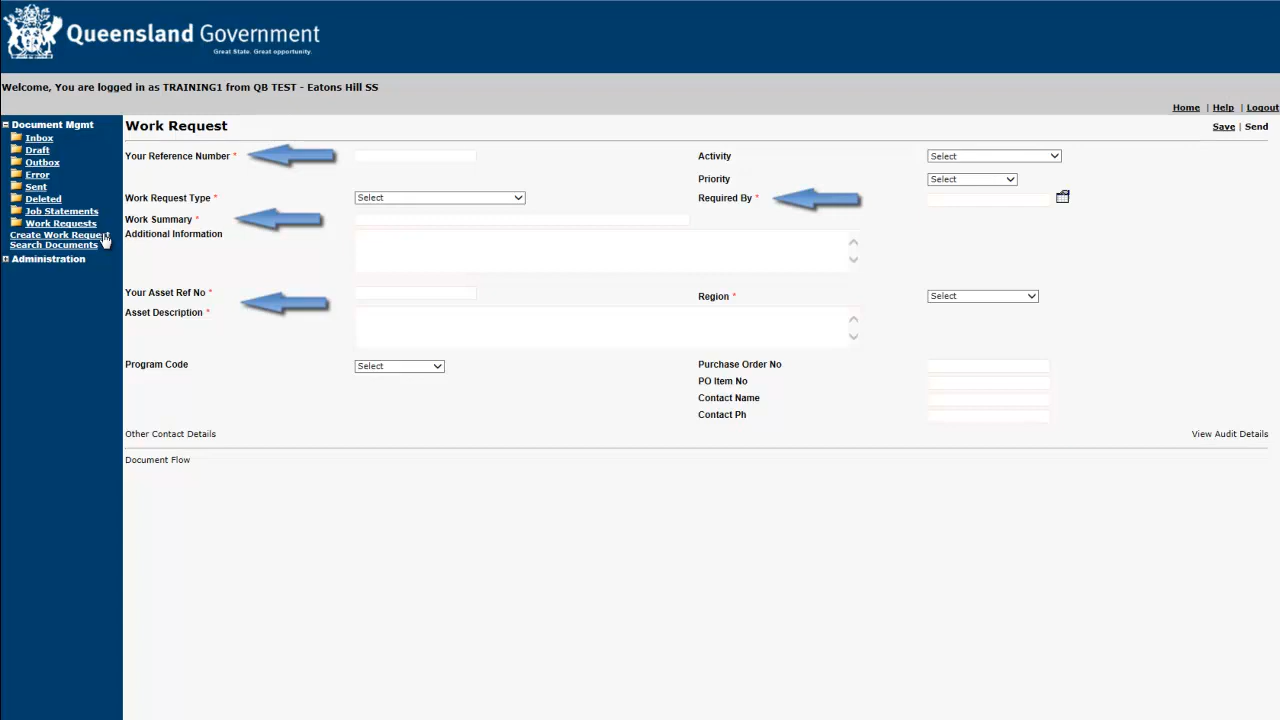 Queensland Government
Great State. Great opportunity.
Welcome, You are logged in as TRAINING1 from QB TEST - Eatons Hill SS
Home | Help | Logout
Document Mgmt
Inbox
Draft
Outbox
Error
Sent
Deleted
Job Statements
Work Requests
Create Work Request
Search Documents
Administration
Work Request
Save | Send
Your Reference Number *
Activity Select
Priority Select
Work Request Type * Select
Required By *
Work Summary *
Additional Information
Your Asset Ref No *
Region * Select
Asset Description *
Program Code Select
Purchase Order No
PO Item No
Contact Name
Contact Ph
Other Contact Details
View Audit Details
Document Flow